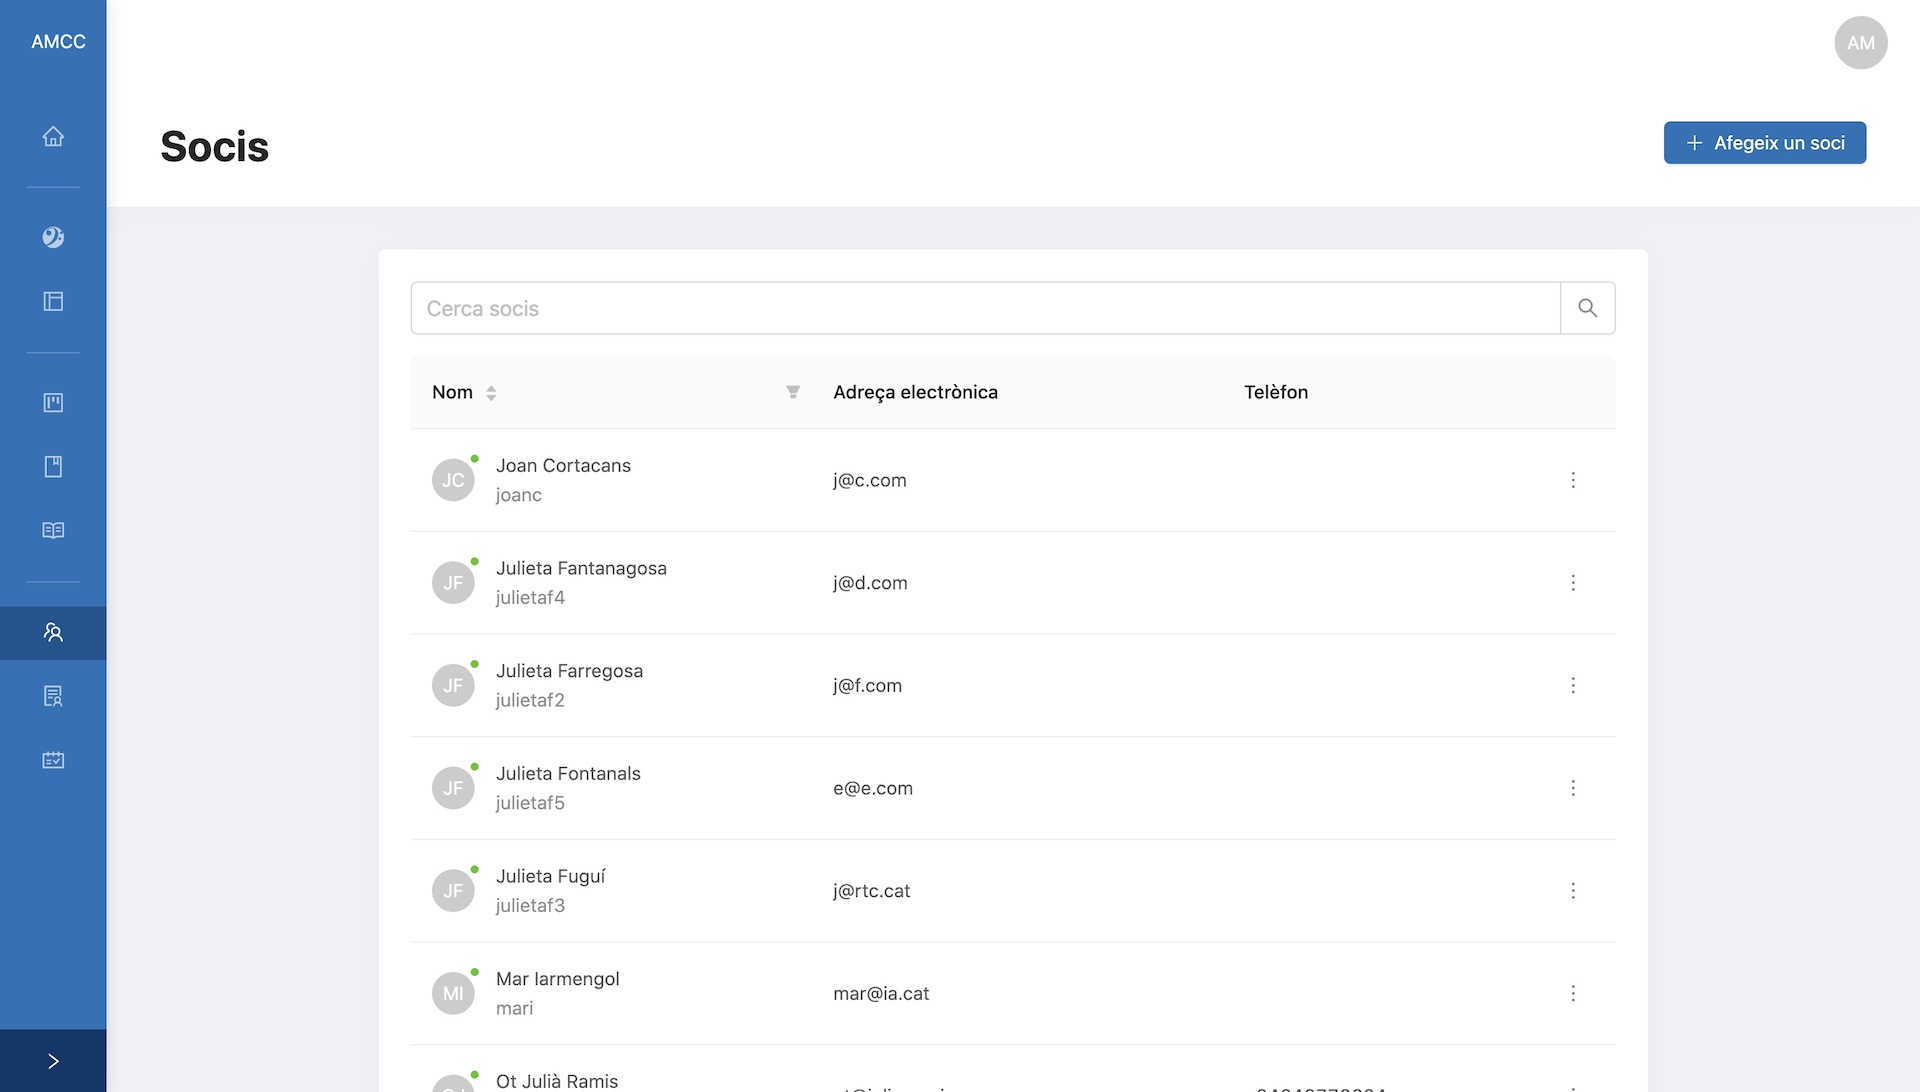 AMCC
AM
Socis
Afegeix un soci
Cerca socis
Nom
Adreça electrònica
Telèfon
JC
Joan Cortacans
joanc
j@c.com
JF
Julieta Fantanagosa
julietaf4
j@d.com
JF
Julieta Farregosa
julietaf2
j@f.com
JF
Julieta Fontanals
julietaf5
e@e.com
JF
Julieta Fuguí
julietaf3
j@rtc.cat
MI
Mar Iarmengol
mari
mar@ia.cat
Ot Julià Ramis